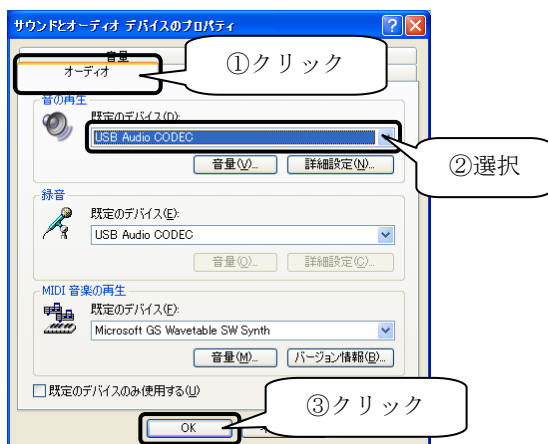 サウンドとオーディオ デバイスのプロパティ
音量
オーディオ
①クリック
音の再生
既定のデバイス(D):
USB Audio CODEC
②選択
音量(V)...
詳細設定(N)...
録音
既定のデバイス(E):
USB Audio CODEC
音量(O)...
詳細設定(C)...
MIDI 音楽の再生
既定のデバイス(F):
Microsoft GS Wavetable SW Synth
音量(M)...
バージョン情報(B)...
既定のデバイスのみ使用する(U)
③クリック
OK